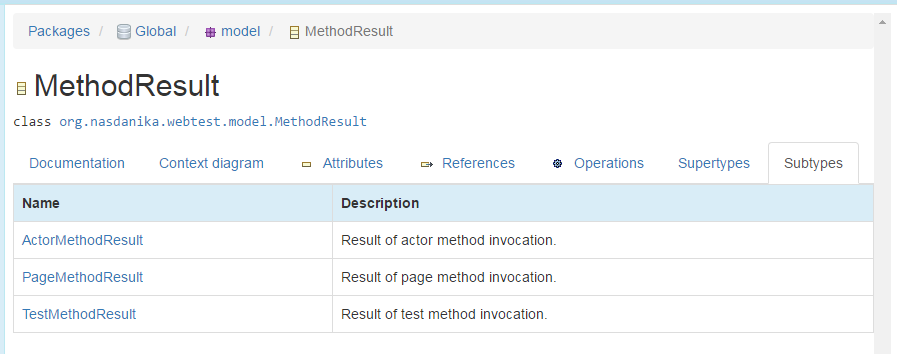 Packages / Global / model / MethodResult
MethodResult
class org.nasdanika.webtest.model.MethodResult
Documentation Context diagram Attributes References Operations Supertypes Subtypes
Name Description
ActorMethodResult Result of actor method invocation.
PageMethodResult Result of page method invocation.
TestMethodResult Result of test method invocation.